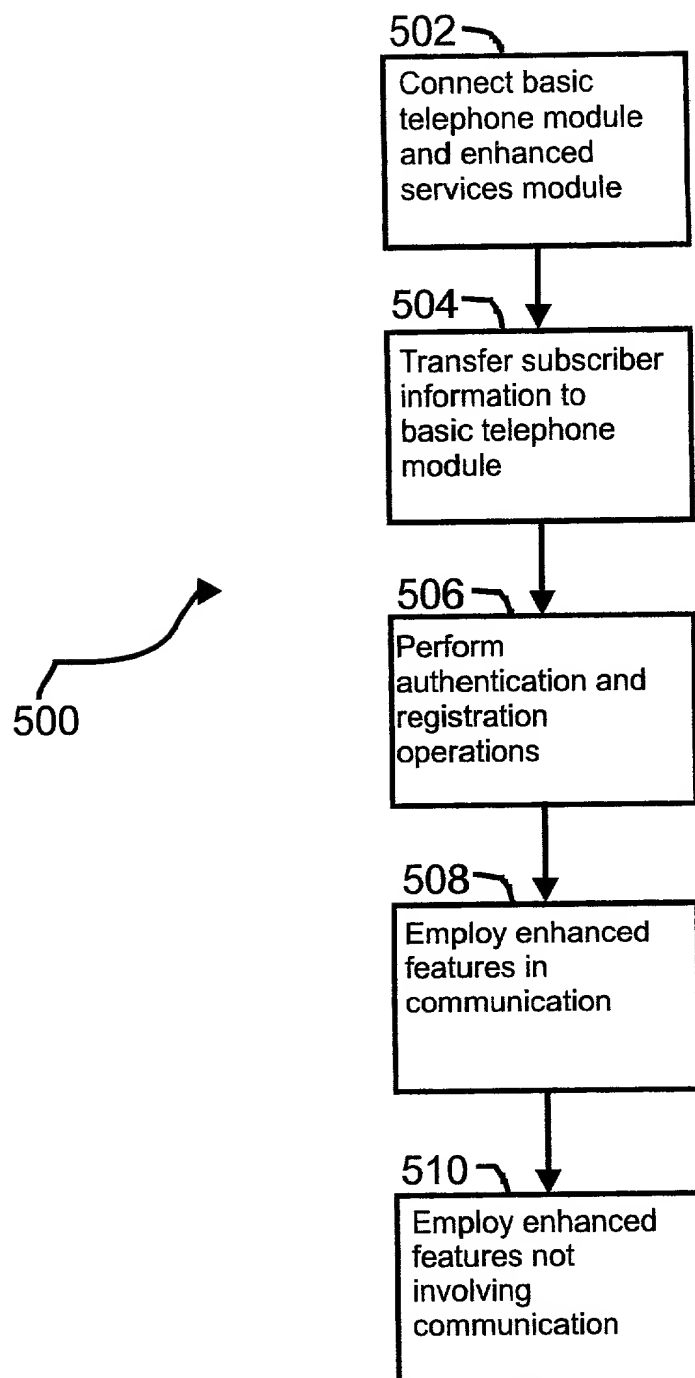 502
Connect basic
telephone module
and enhanced
services module
504
Transfer subscriber
information to
basic telephone
module
506
Perform
authentication and
registration
operations
500
508
Employ enhanced
features in
communication
510
Employ enhanced
features not
involving
communication